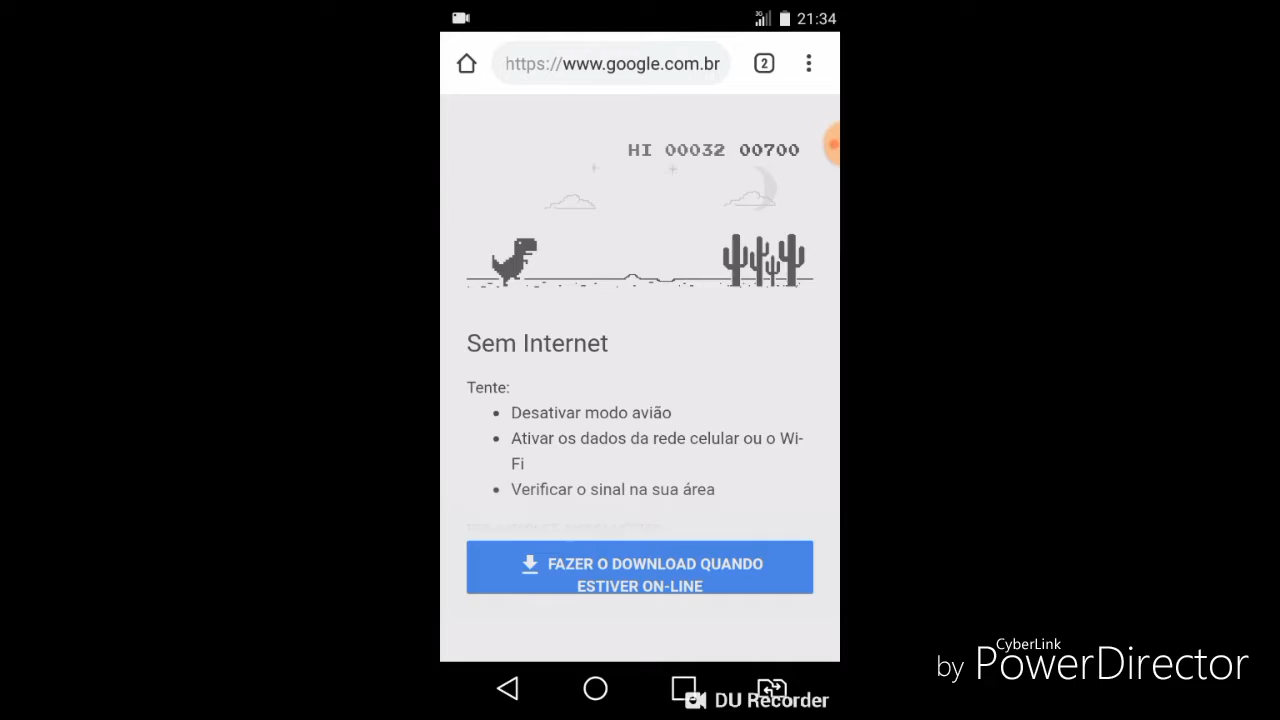 3G 21:34
https://www.google.com.br 2
HI 00032 00700
Sem Internet
Tente:
• Desativar modo avião
• Ativar os dados da rede celular ou o Wi-
Fi
• Verificar o sinal na sua área
FAZER O DOWNLOAD QUANDO
ESTIVER ON-LINE
CyberLink
by PowerDirector
DU Recorder